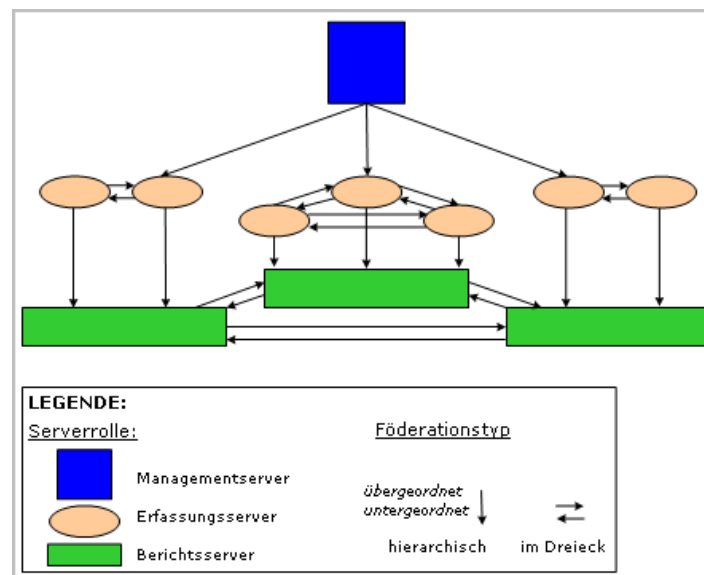 LEGENDE:
Serverrolle:
Föderationstyp
Managementserver
Erfassungsserver
Berichtsserver
übergeordnet
untergeordnet
hierarchisch
im Dreieck